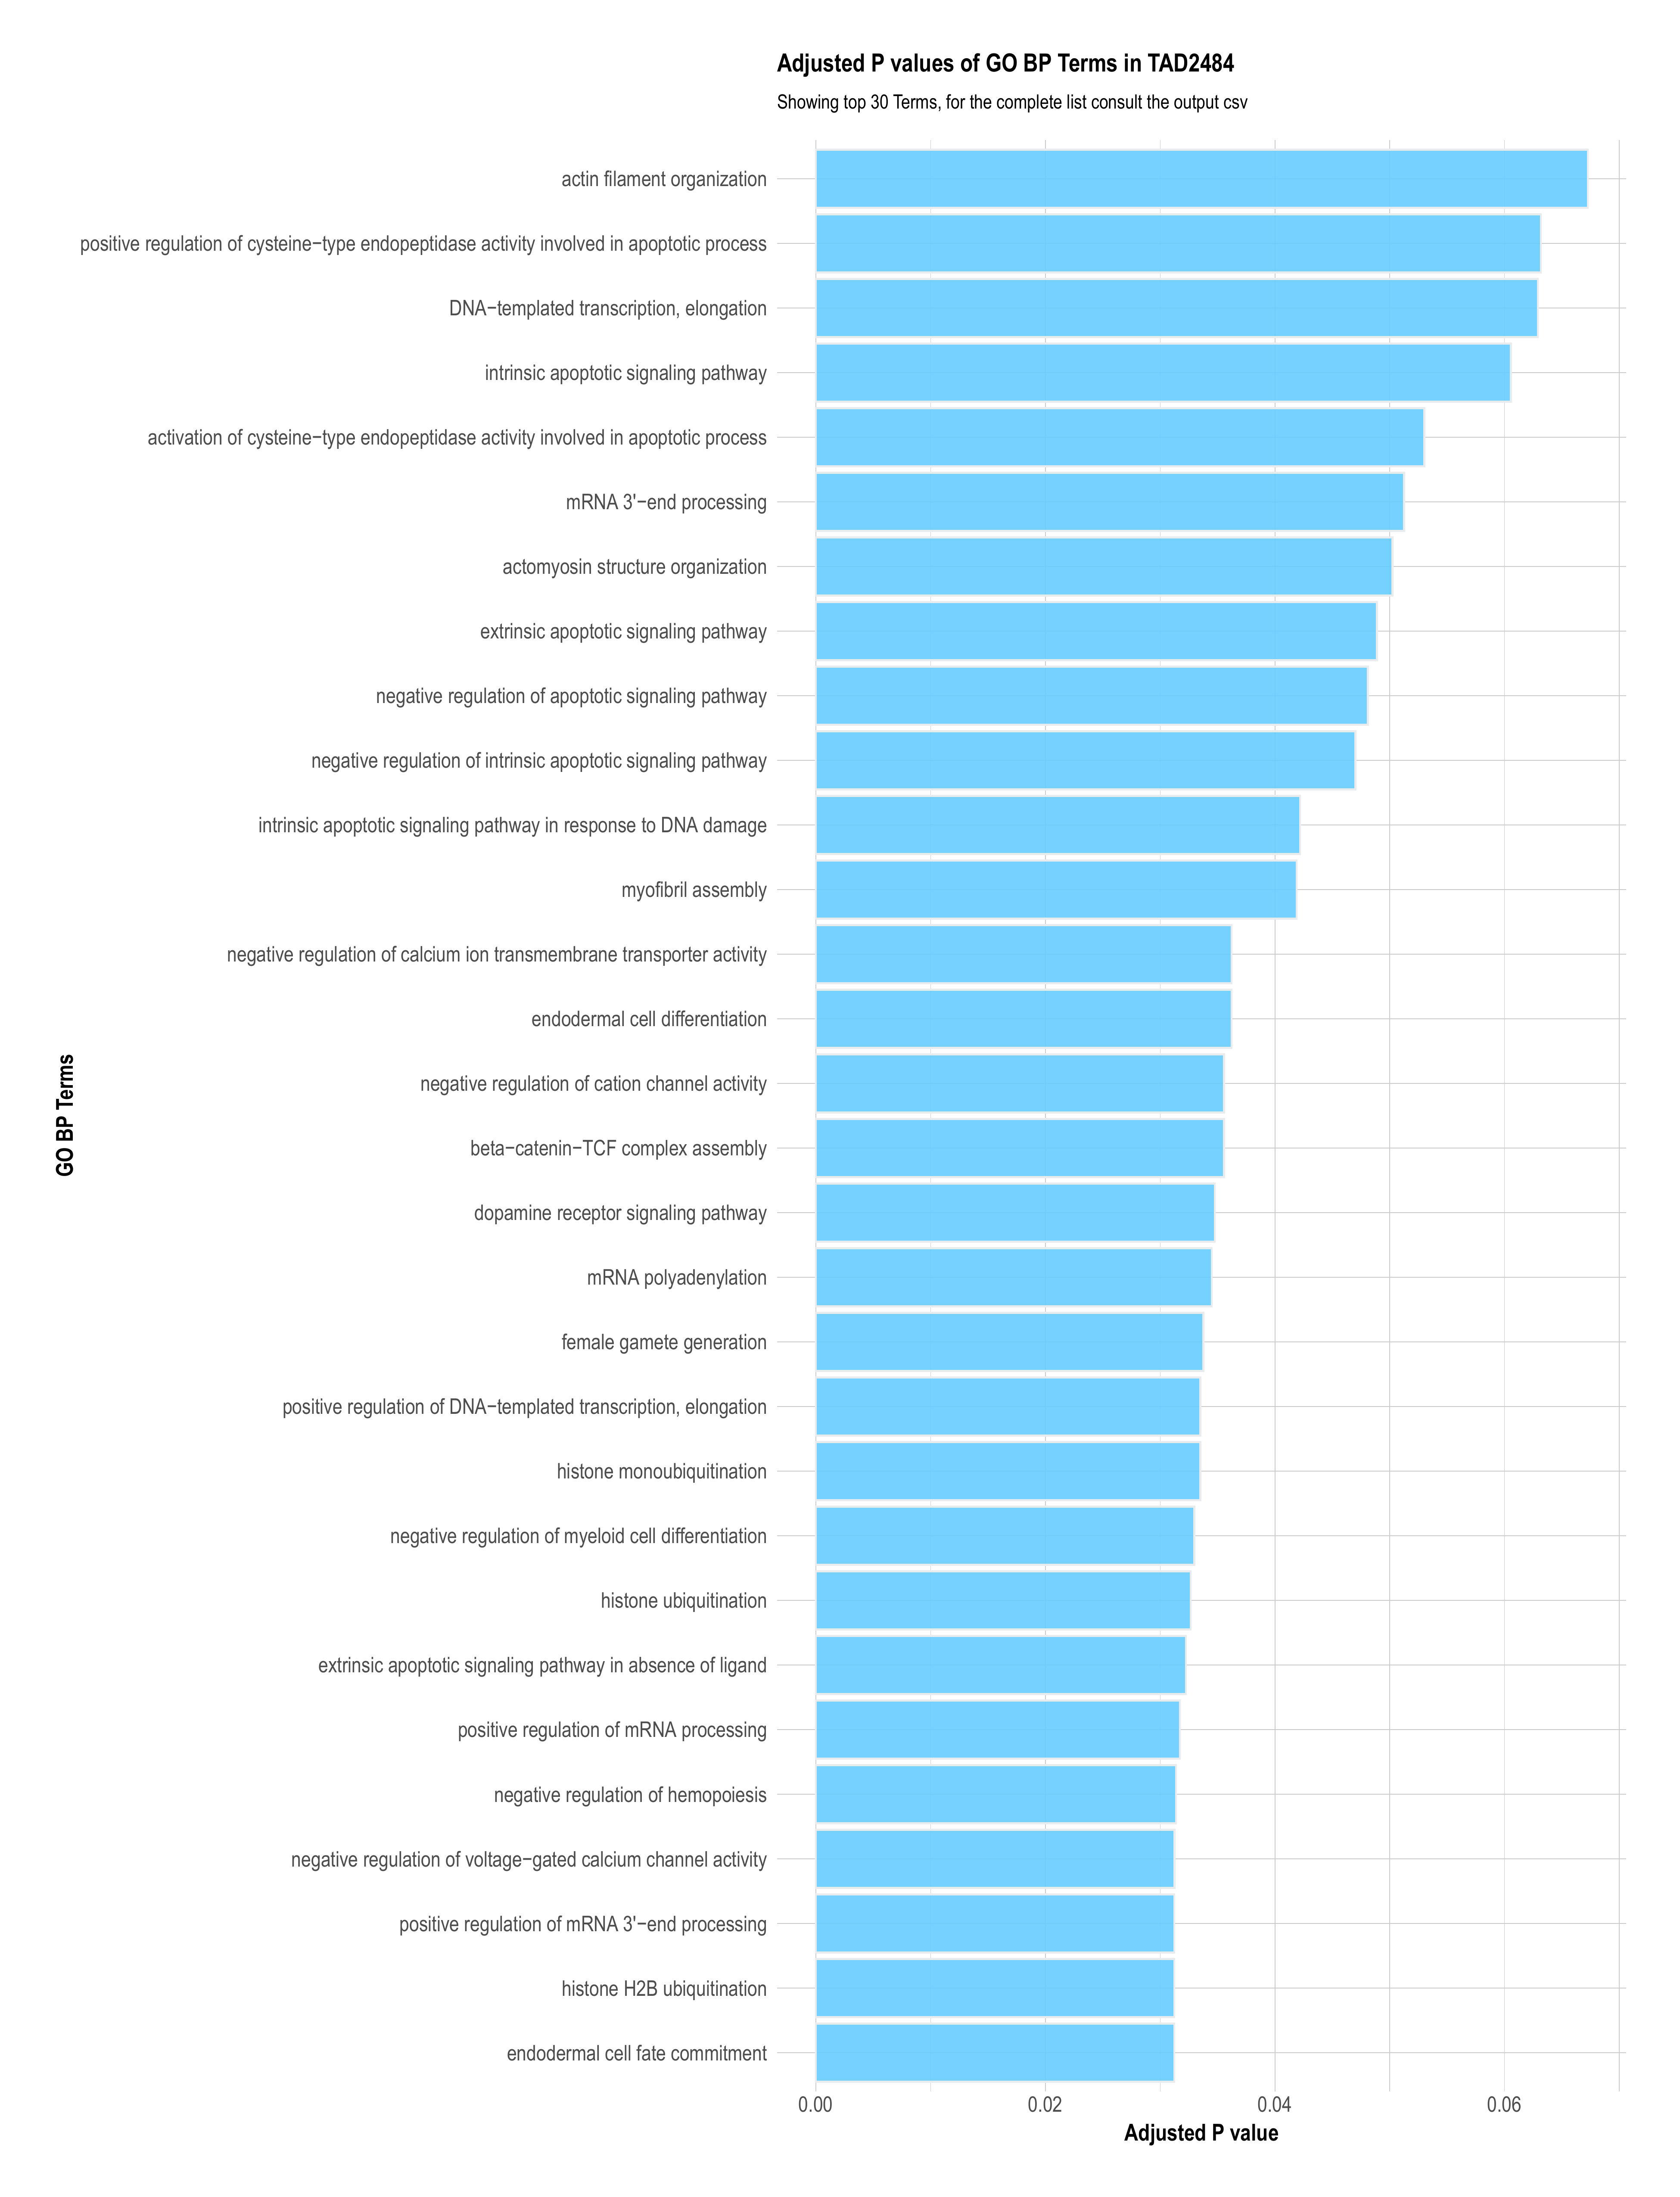 Adjusted P values of GO BP Terms in TAD2484
Showing top 30 Terms, for the complete list consult the output csv
actin filament organization
positive regulation of cysteine−type endopeptidase activity involved in apoptotic process
DNA−templated transcription, elongation
intrinsic apoptotic signaling pathway
activation of cysteine−type endopeptidase activity involved in apoptotic process
mRNA 3'−end processing
actomyosin structure organization
extrinsic apoptotic signaling pathway
negative regulation of apoptotic signaling pathway
negative regulation of intrinsic apoptotic signaling pathway
intrinsic apoptotic signaling pathway in response to DNA damage
myofibril assembly
negative regulation of calcium ion transmembrane transporter activity
endodermal cell differentiation
negative regulation of cation channel activity
beta−catenin−TCF complex assembly
dopamine receptor signaling pathway
mRNA polyadenylation
female gamete generation
positive regulation of DNA−templated transcription, elongation
histone monoubiquitination
negative regulation of myeloid cell differentiation
histone ubiquitination
extrinsic apoptotic signaling pathway in absence of ligand
positive regulation of mRNA processing
negative regulation of hemopoiesis
negative regulation of voltage−gated calcium channel activity
positive regulation of mRNA 3'−end processing
histone H2B ubiquitination
endodermal cell fate commitment
GO BP Terms
0.00 0.02 0.04 0.06
Adjusted P value